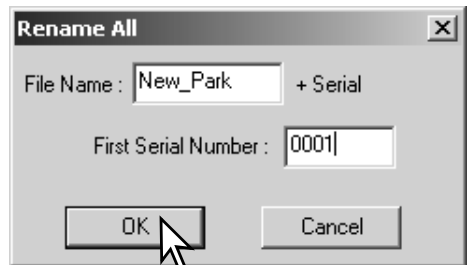 Rename All
File Name : New_Park + Serial
First Serial Number : 0001
OK Cancel